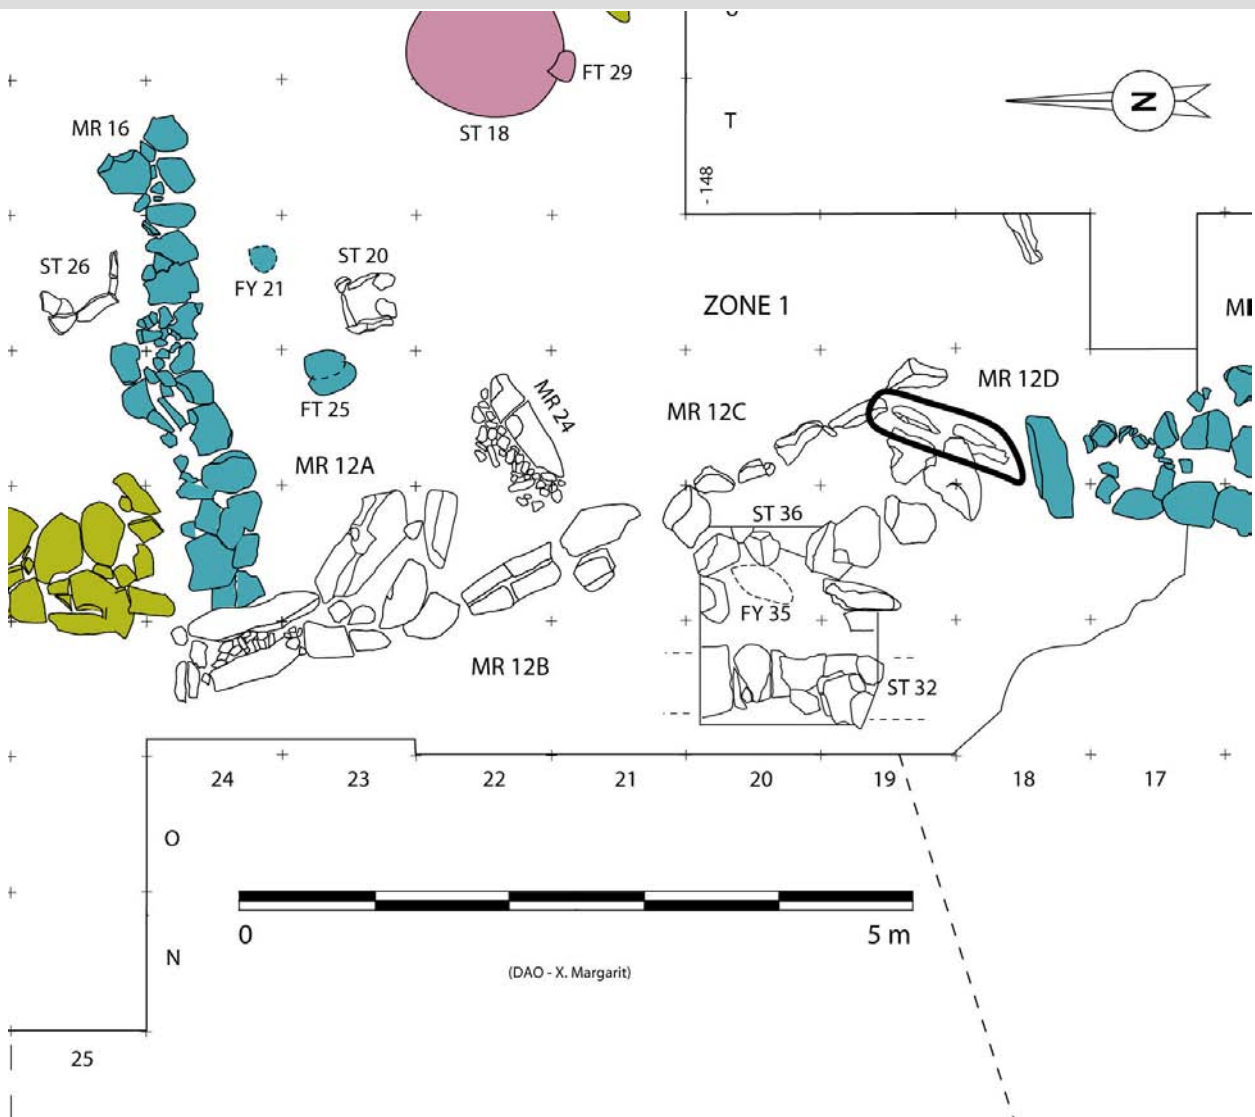 FT 29
T
N
MR 16
ST 18
- 148
ST 26
ST 20
FY 21
ZONE 1
FT 25
MR 24
MR 12C
MR 12D
MR 12A
ST 36
FY 35
MR 12B
ST 32
24 23 22 21 20 19 18 17
O
0 5 m
N
(DAO - X. Margarit)
25